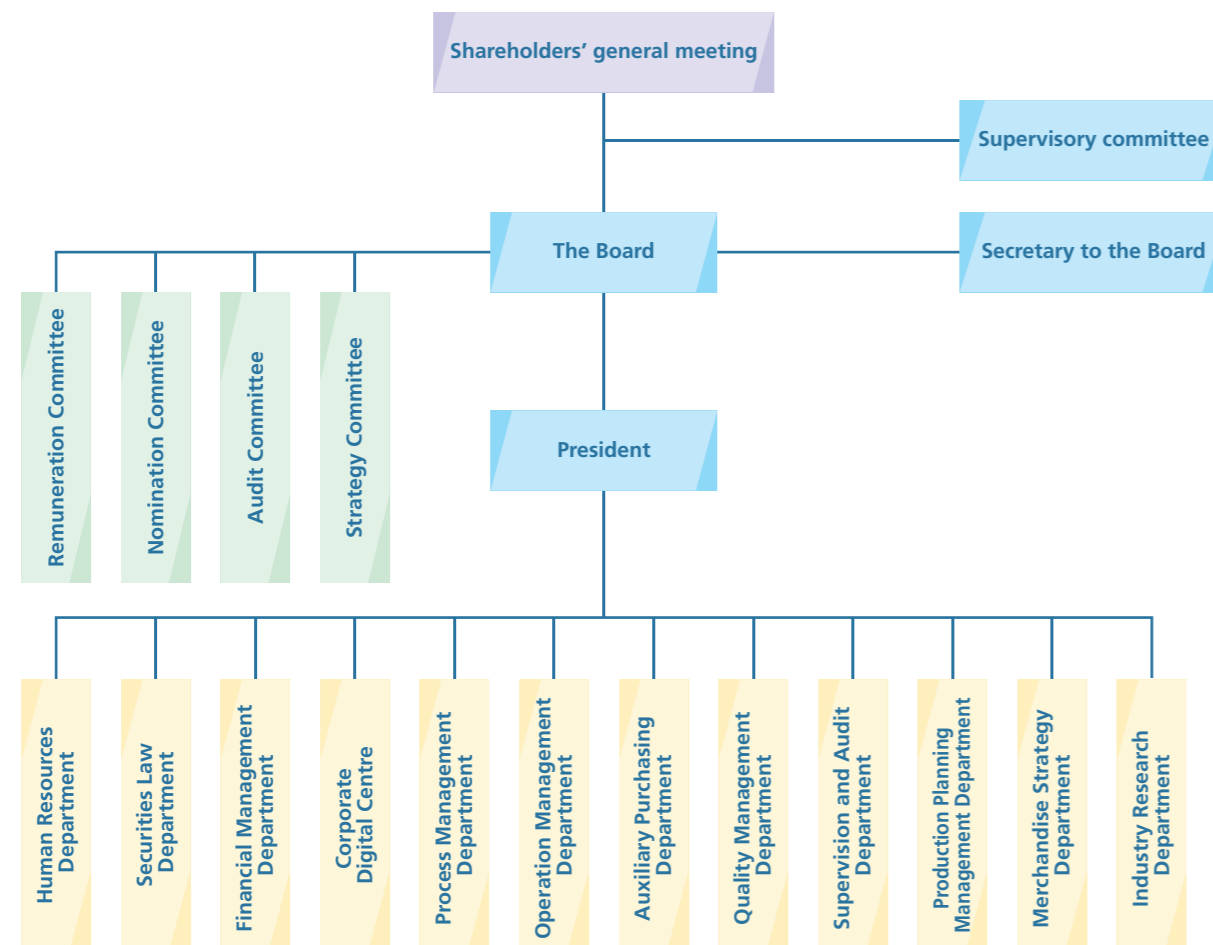 Shareholders’ general meeting
Supervisory committee
The Board
Secretary to the Board
Remuneration Committee
Nomination Committee
Audit Committee
Strategy Committee
President
Human Resources
Department
Securities Law
Department
Financial Management
Department
Corporate
Digital Centre
Process Management
Department
Operation Management
Department
Auxiliary Purchasing
Department
Quality Management
Department
Supervision and Audit
Department
Production Planning
Management Department
Merchandise Strategy
Department
Industry Research
Department